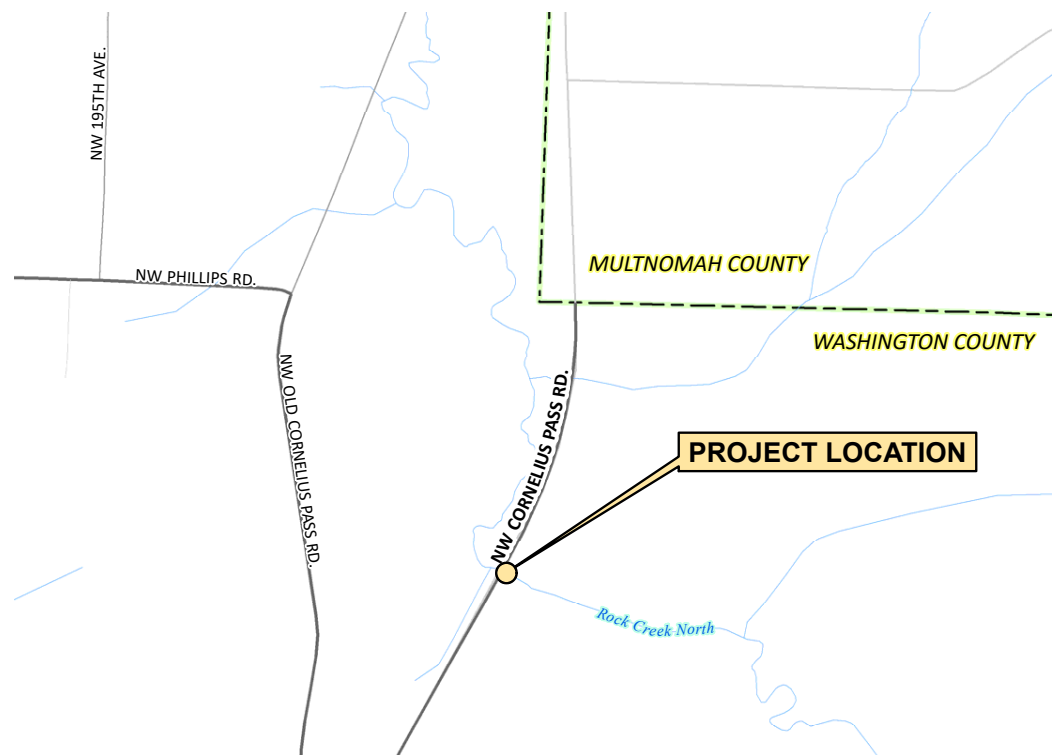 NW 195TH AVE.
NW PHILLIPS RD.
MULTNOMAH COUNTY
WASHINGTON COUNTY
NW OLD CORNELIUS PASS RD.
NW CORNELIUS PASS RD.
PROJECT LOCATION
Rock Creek North